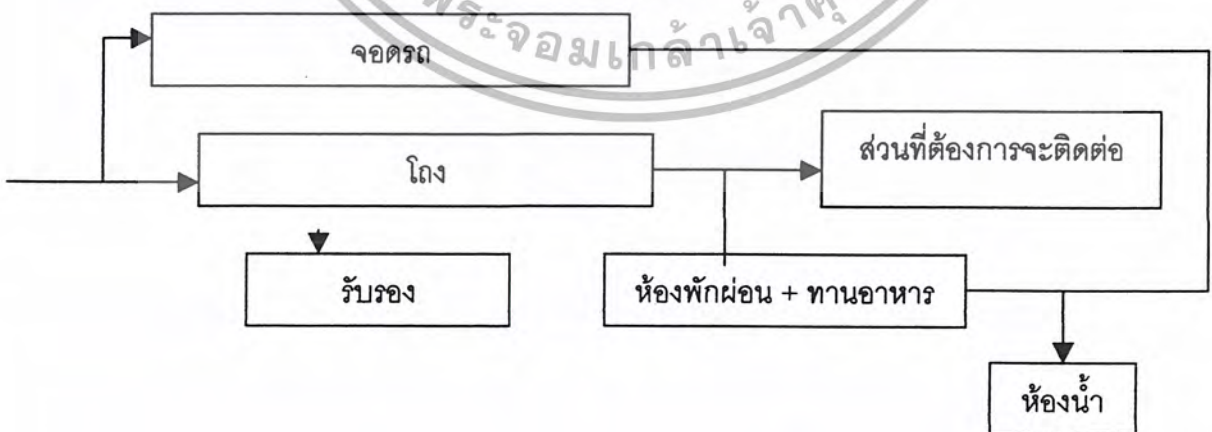 พระจอมเกล้าเจ้าคุ
จอดรถ
ส่วนที่ต้องการจะติดต่อ
โถง
รับรอง
ห้องพักผ่อน + ทานอาหาร
ห้องน้ำ